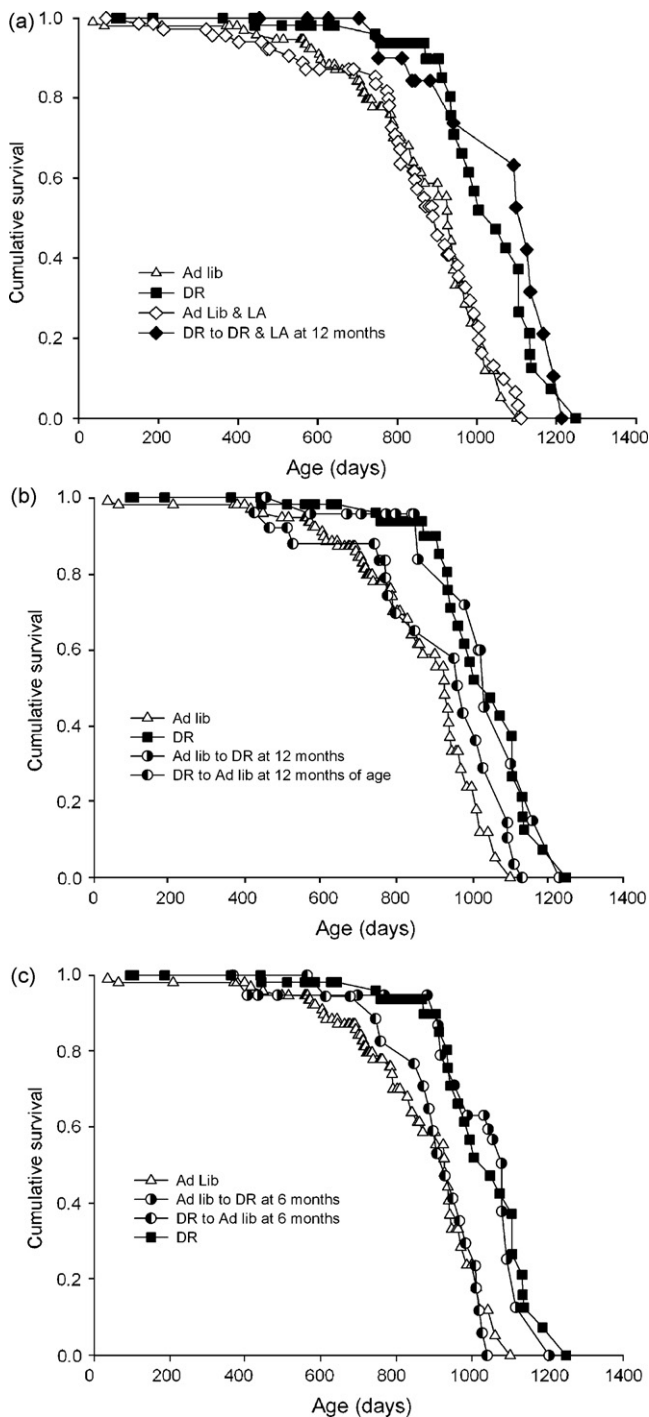 (a)
1.0
0.8
0.6
0.4
0.2
0.0
Cumulative survival
Ad lib
DR
Ad Lib & LA
DR to DR & LA at 12 months
0 200 400 600 800 1000 1200 1400
Age (days)
(b)
1.0
0.8
0.6
0.4
0.2
0.0
Cumulative survival
Ad lib
DR
Ad lib to DR at 12 months
DR to Ad lib at 12 months of age
0 200 400 600 800 1000 1200 1400
Age (days)
(c)
1.0
0.8
0.6
0.4
0.2
0.0
Cumulative survival
Ad Lib
Ad lib to DR at 6 months
DR to Ad lib at 6 months
DR
0 200 400 600 800 1000 1200 1400
Age (days)